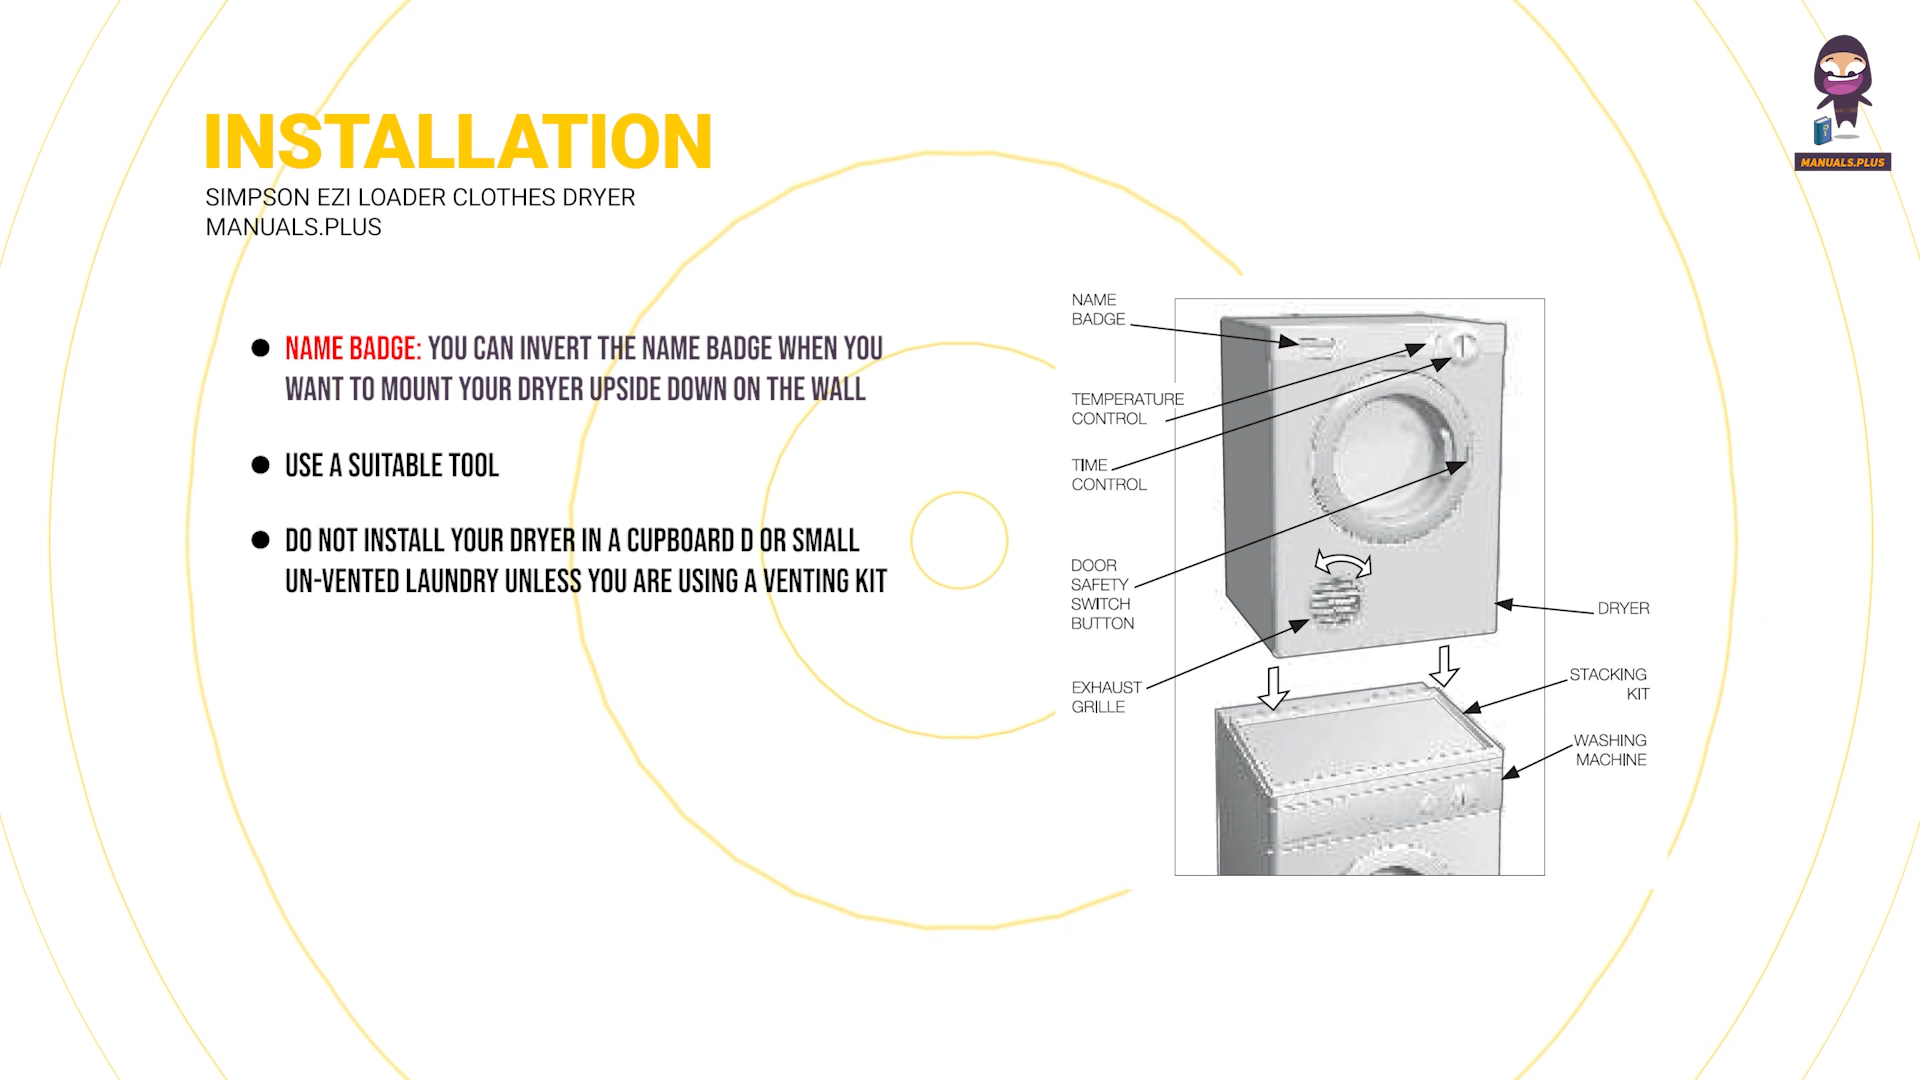 INSTALLATION
SIMPSON EZI LOADER CLOTHES DRYER
MANUALS.PLUS
MANUALS.PLUS
● NAME BADGE: YOU CAN INVERT THE NAME BADGE WHEN YOU
WANT TO MOUNT YOUR DRYER UPSIDE DOWN ON THE WALL
● USE A SUITABLE TOOL
● DO NOT INSTALL YOUR DRYER IN A CUPBOARD D OR SMALL
UN-VENTED LAUNDRY UNLESS YOU ARE USING A VENTING KIT
NAME
BADGE
TEMPERATURE
CONTROL
TIME
CONTROL
DOOR
SAFETY
SWITCH
BUTTON
EXHAUST
GRILLE
DRYER
STACKING
KIT
WASHING
MACHINE